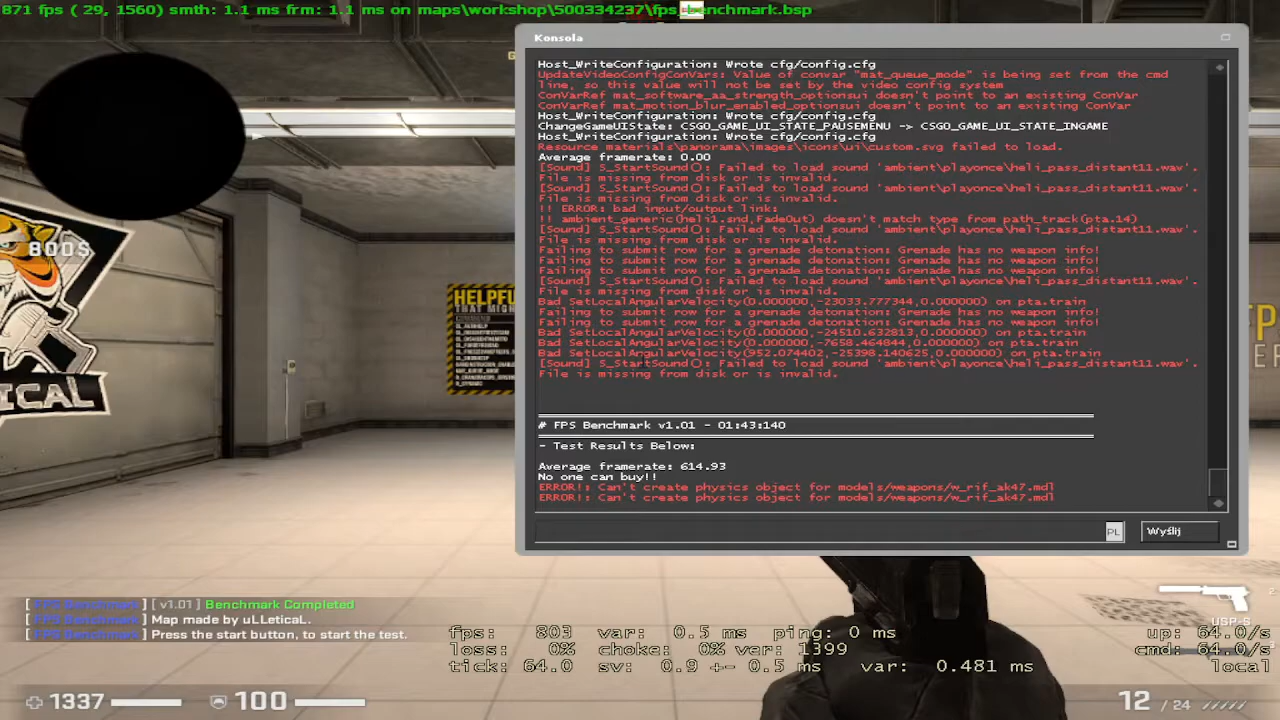 871 fps ( 29, 1560) smth: 1.1 ms frm: 1.1 ms on maps\workshop\500334237\fps_benchmark.bsp
Konsola
Host_WriteConfiguration: Wrote cfg/config.cfg
UpdateVideoConfigConVars: Value of convar "mat_queue_mode" is being set from the cmd
line, so this value will not be set by the video config system
ConVarRef mat_software_aa_strength_optionsui doesn't point to an existing ConVar
ConVarRef mat_motion_blur_enabled_optionsui doesn't point to an existing ConVar
Host_WriteConfiguration: Wrote cfg/config.cfg
ChangeGameUIState: CSGO_GAME_UI_STATE_PAUSEMENU -> CSGO_GAME_UI_STATE_INGAME
Host_WriteConfiguration: Wrote cfg/config.cfg
Resource materials\panorama\images\icons\ui\custom.svg failed to load.
Average framerate: 0.00
[Sound] S_StartSound(): Failed to load sound 'ambient\playonce\heli_pass_distant11.wav'.
File is missing from disk or is invalid.
[Sound] S_StartSound(): Failed to load sound 'ambient\playonce\heli_pass_distant11.wav'.
File is missing from disk or is invalid.
!! ERROR: bad input/output link:
!! ambient_generic(heli1.snd,FadeOut) doesn't match type from path_track(pta.14)
[Sound] S_StartSound(): Failed to load sound 'ambient\playonce\heli_pass_distant11.wav'.
File is missing from disk or is invalid.
Failing to submit row for a grenade detonation: Grenade has no weapon info!
Failing to submit row for a grenade detonation: Grenade has no weapon info!
Failing to submit row for a grenade detonation: Grenade has no weapon info!
[Sound] S_StartSound(): Failed to load sound 'ambient\playonce\heli_pass_distant11.wav'.
File is missing from disk or is invalid.
Bad SetLocalAngularVelocity(0.000000,-23033.777344,0.000000) on pta.train
Failing to submit row for a grenade detonation: Grenade has no weapon info!
Failing to submit row for a grenade detonation: Grenade has no weapon info!
Bad SetLocalAngularVelocity(0.000000,-24510.632813,0.000000) on pta.train
Bad SetLocalAngularVelocity(0.000000,-7658.464844,0.000000) on pta.train
Bad SetLocalAngularVelocity(952.074402,-25398.140625,0.000000) on pta.train
[Sound] S_StartSound(): Failed to load sound 'ambient\playonce\heli_pass_distant11.wav'.
File is missing from disk or is invalid.
# FPS Benchmark v1.01 - 01:43:140
- Test Results Below:
Average framerate: 614.93
No one can buy!!
ERROR!: Can't create physics object for models/weapons/w_rif_ak47.mdl
ERROR!: Can't create physics object for models/weapons/w_rif_ak47.mdl
PL
Wyślij
800$
HELPFU
THAT MIGH
ICAL
[ FPS Benchmark ] [ v1.01 ] Benchmark Completed
[ FPS Benchmark ] Map made by uLLeticaL.
[ FPS Benchmark ] Press the start button, to start the test.
fps: 803 var: 0.5 ms ping: 0 ms
loss: 0% choke: 0% ver: 1399
tick: 64.0 sv: 0.9 +- 0.5 ms var: 0.481 ms
USP-S
up: 64.0/s
cmd: 64.0/s
local
1337
100
12 / 24